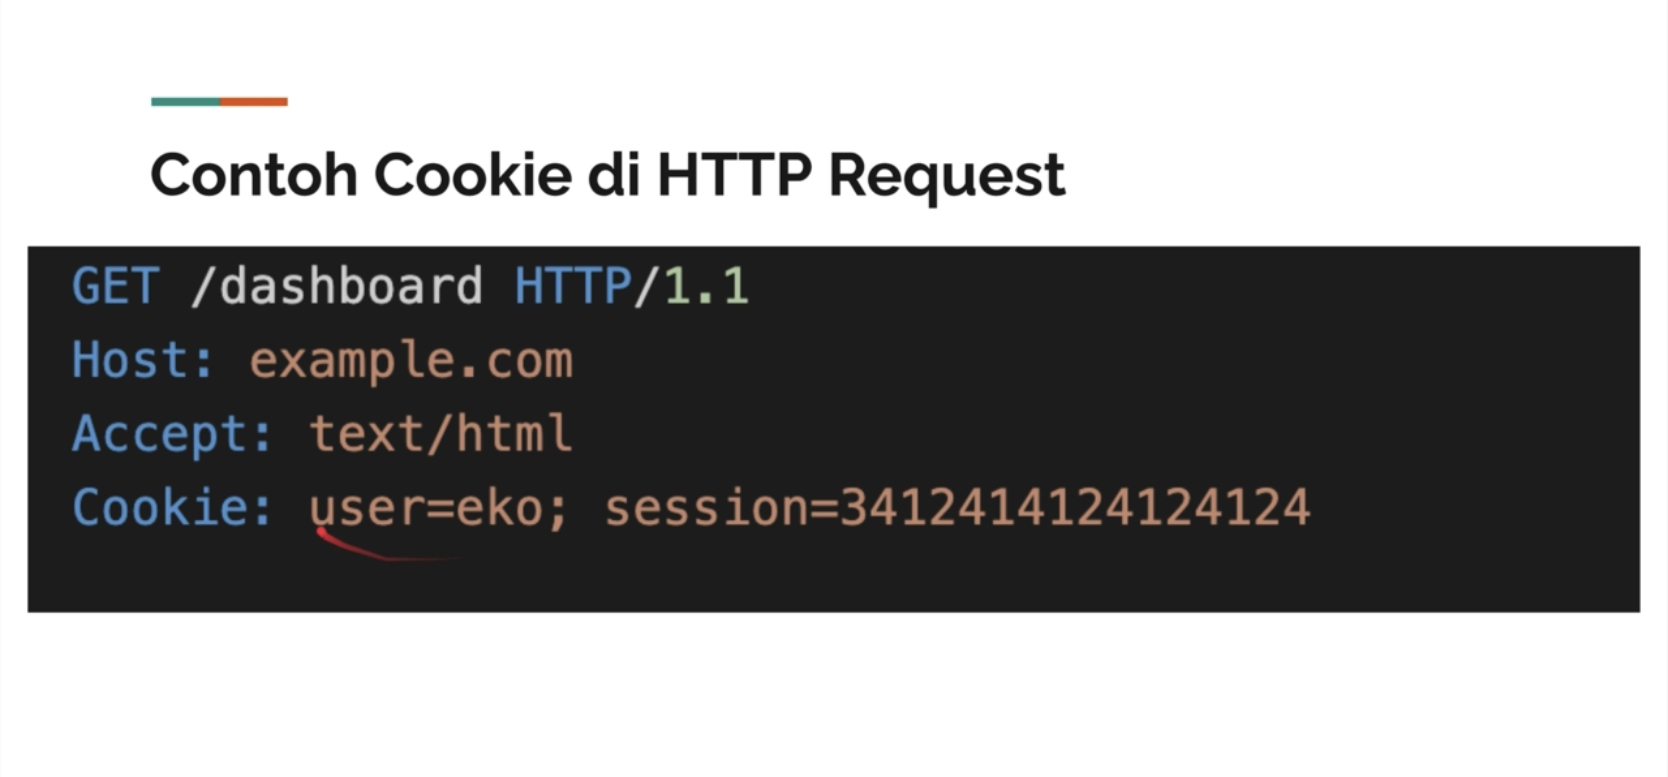 Contoh Cookie di HTTP Request
GET /dashboard HTTP/1.1
Host: example.com
Accept: text/html
Cookie: user=eko; session=3412414124124124